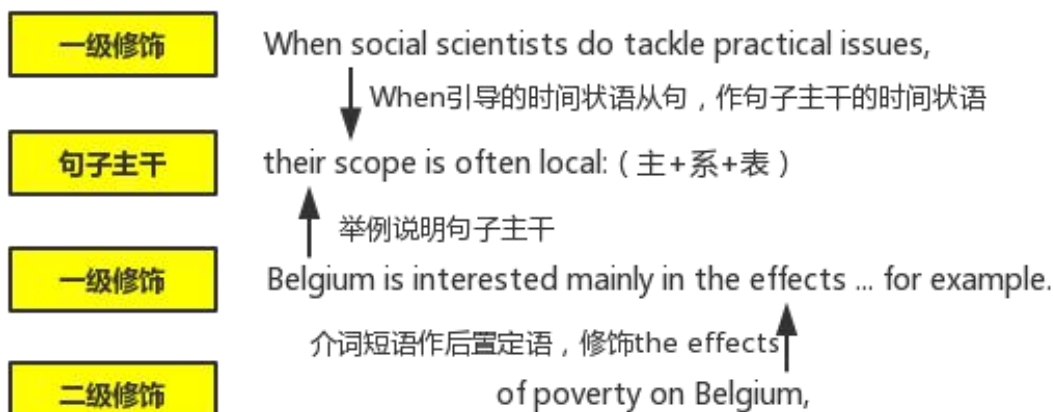 一级修饰 When social scientists do tackle practical issues,
When引导的时间状语从句，作句子主干的时间状语
句子主干 their scope is often local:（主+系+表）
举例说明句子主干
一级修饰 Belgium is interested mainly in the effects ... for example.
介词短语作后置定语，修饰the effects
二级修饰 of poverty on Belgium,